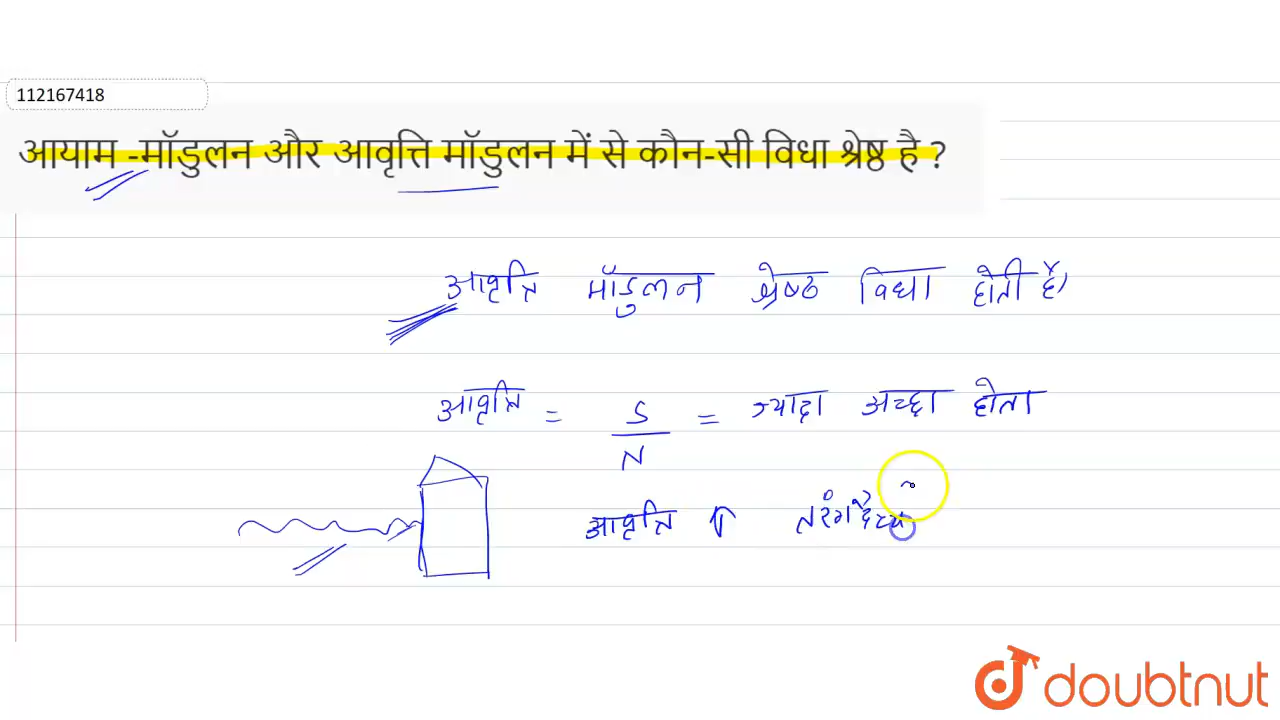 112167418
आयाम -मॉडुलन और आवृत्ति मॉडुलन में से कौन-सी विधा श्रेष्ठ है ?
आवृत्ति मॉडुलन श्रेष्ठ विधा होती है।
आवृत्ति = S/N = ज्यादा अच्छा होता
आवृत्ति ↑ तरंगदैर्ध्य
doubtnut